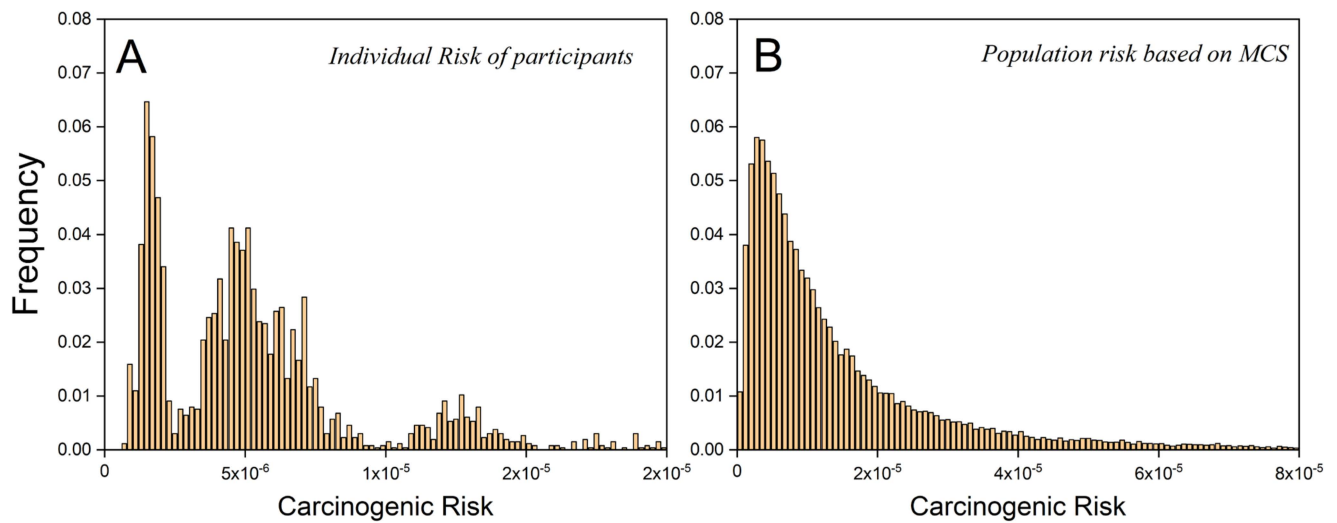 A
Individual Risk of participants
0.08
0.07
0.06
0.05
0.04
0.03
0.02
0.01
0.00
Frequency
0
5x10⁻⁶
1x10⁻⁵
2x10⁻⁵
2x10⁻⁵
Carcinogenic Risk
B
Population risk based on MCS
0.08
0.07
0.06
0.05
0.04
0.03
0.02
0.01
0.00
0
2x10⁻⁵
4x10⁻⁵
6x10⁻⁵
8x10⁻⁵
Carcinogenic Risk